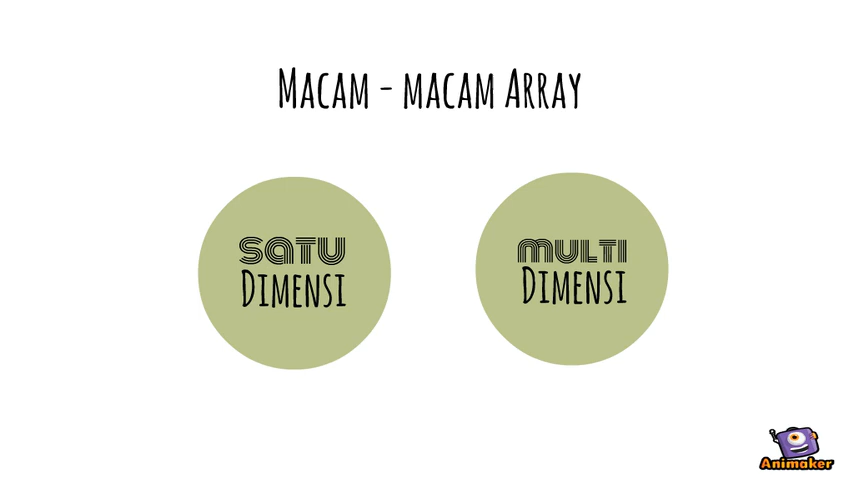 Macam - macam Array
Satu
Dimensi
Multi
Dimensi
Animaker